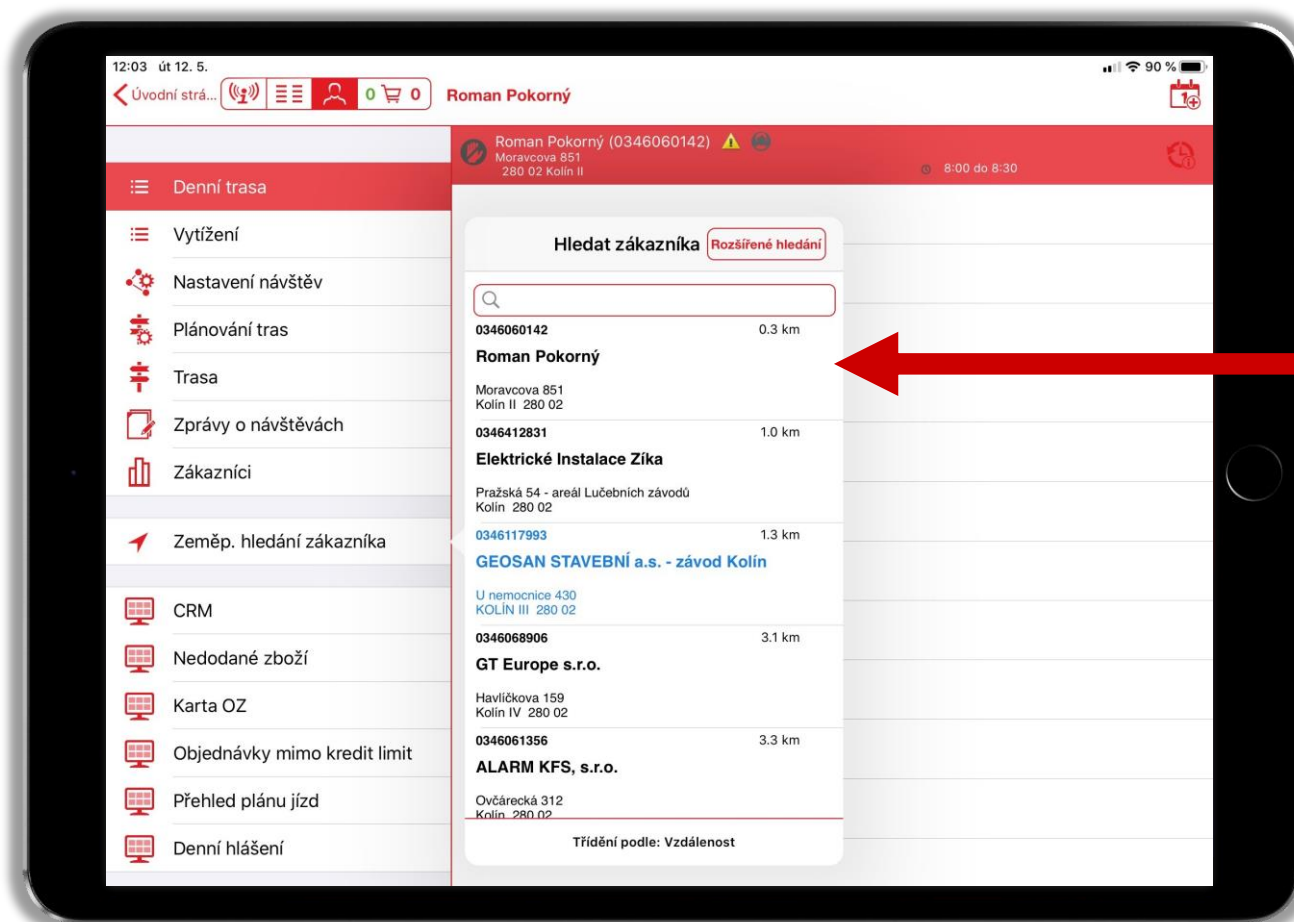 12:03 út 12. 5.
90 %
Úvodní strá...
0 0
Roman Pokorný
1
Roman Pokorný (0346060142)
Moravcova 851
280 02 Kolín II
8:00 do 8:30
Denní trasa
Vytížení
Nastavení návštěv
Plánování tras
Trasa
Zprávy o návštěvách
Zákazníci
Zeměp. hledání zákazníka
CRM
Nedodané zboží
Karta OZ
Objednávky mimo kredit limit
Přehled plánu jízd
Denní hlášení
Hledat zákazníka
Rozšířené hledání
0346060142 0.3 km
Roman Pokorný
Moravcova 851
Kolín II 280 02
0346412831 1.0 km
Elektrické Instalace Zíka
Pražská 54 - areál Lučebních závodů
Kolín 280 02
0346117993 1.3 km
GEOSAN STAVEBNÍ a.s. - závod Kolín
U nemocnice 430
KOLÍN III 280 02
0346068906 3.1 km
GT Europe s.r.o.
Havlíčkova 159
Kolín IV 280 02
0346061356 3.3 km
ALARM KFS, s.r.o.
Ovčárecká 312
Kolín 280 02
Třídění podle: Vzdálenost